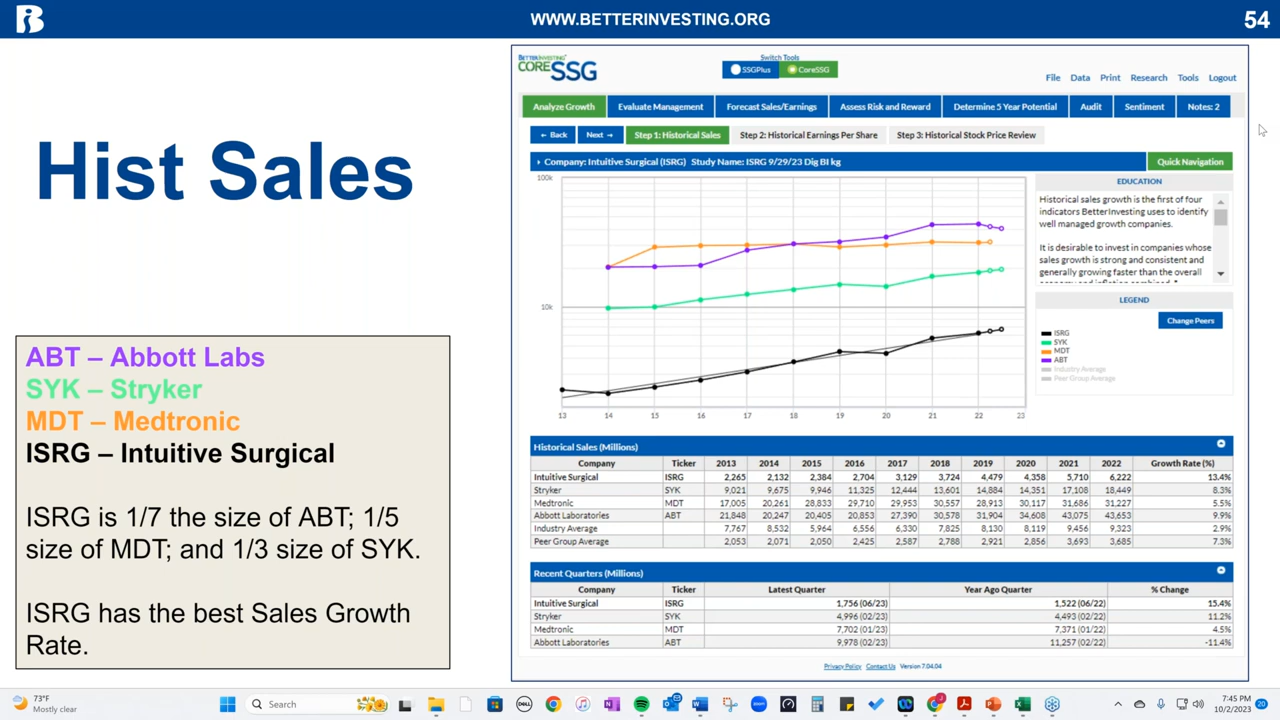 WWW.BETTERINVESTING.ORG
54
Hist Sales
ABT – Abbott Labs
SYK – Stryker
MDT – Medtronic
ISRG – Intuitive Surgical
ISRG is 1/7 the size of ABT; 1/5
size of MDT; and 1/3 size of SYK.
ISRG has the best Sales Growth
Rate.
BETTERINVESTING
CORE SSG
Switch Tools
SSGPlus CoreSSG
File Data Print Research Tools Logout
Analyze Growth Evaluate Management Forecast Sales/Earnings Assess Risk and Reward Determine 5 Year Potential Audit Sentiment Notes: 2
← Back Next → Step 1: Historical Sales Step 2: Historical Earnings Per Share Step 3: Historical Stock Price Review
Company: Intuitive Surgical (ISRG) Study Name: ISRG 9/29/23 Dig BI kg Quick Navigation
100k
10k
13 14 15 16 17 18 19 20 21 22 23
EDUCATION
Historical sales growth is the first of four
indicators BetterInvesting uses to identify
well managed growth companies.
It is desirable to invest in companies whose
sales growth is strong and consistent and
generally growing faster than the overall
LEGEND
Change Peers
ISRG
SYK
MDT
ABT
Industry Average
Peer Group Average
Historical Sales (Millions)
Company Ticker 2013 2014 2015 2016 2017 2018 2019 2020 2021 2022 Growth Rate (%)
Intuitive Surgical ISRG 2,265 2,132 2,384 2,704 3,129 3,724 4,479 4,358 5,710 6,222 13.4%
Stryker SYK 9,021 9,675 9,946 11,325 12,444 13,601 14,884 14,351 17,108 18,449 8.3%
Medtronic MDT 17,005 20,261 28,833 29,710 29,953 30,557 28,913 30,117 31,686 31,227 5.5%
Abbott Laboratories ABT 21,848 20,247 20,405 20,853 27,390 30,578 31,904 34,608 43,075 43,653 9.9%
Industry Average 7,767 8,532 5,964 6,556 6,330 7,825 8,130 8,119 9,456 9,323 2.9%
Peer Group Average 2,053 2,071 2,050 2,425 2,587 2,788 2,921 2,856 3,693 3,685 7.3%
Recent Quarters (Millions)
Company Ticker Latest Quarter Year Ago Quarter % Change
Intuitive Surgical ISRG 1,756 (06/23) 1,522 (06/22) 15.4%
Stryker SYK 4,996 (02/23) 4,493 (02/22) 11.2%
Medtronic MDT 7,702 (01/23) 7,371 (01/22) 4.5%
Abbott Laboratories ABT 9,978 (02/23) 11,257 (02/22) -11.4%
Privacy Policy Contact Us Version 7.04.04
73°F
Mostly clear
Search
DELL
7:45 PM
10/2/2023
20